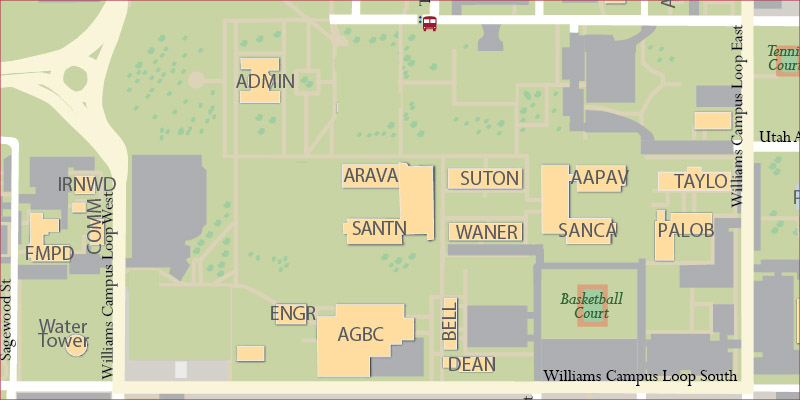 ADMIN
Tenni
Court
Williams Campus Loop East
Utah A
IRNWD
ARAVA
SUTON
AAPAV
TAYLO
COMM
Williams Campus Loop West
SANTN
WANER
SANCA
PALOB
FMPD
Sagewood St
Basketball
Court
ENGR
Water
Tower
AGBC
BELL
DEAN
Williams Campus Loop South